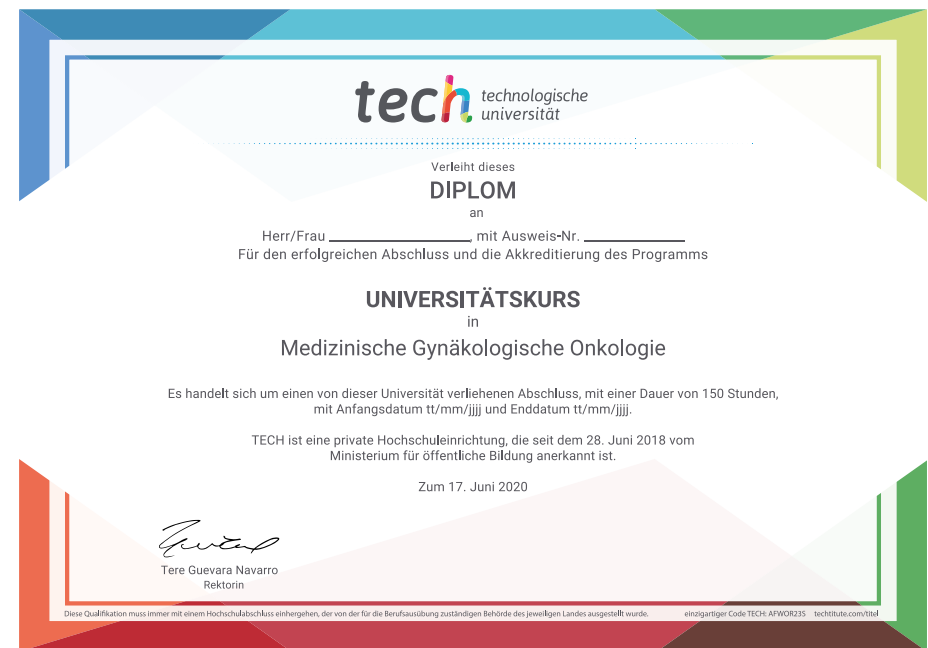 tech technologische
universität
Verleiht dieses
DIPLOM
an
Herr/Frau ____________, mit Ausweis-Nr. ____________
Für den erfolgreichen Abschluss und die Akkreditierung des Programms
UNIVERSITÄTSKURS
in
Medizinische Gynäkologische Onkologie
Es handelt sich um einen von dieser Universität verliehenen Abschluss, mit einer Dauer von 150 Stunden,
mit Anfangsdatum tt/mm/jjjj und Enddatum tt/mm/jjjj.
TECH ist eine private Hochschuleinrichtung, die seit dem 28. Juni 2018 vom
Ministerium für öffentliche Bildung anerkannt ist.
Zum 17. Juni 2020
Tere Guevara Navarro
Rektorin
Diese Qualifikation muss immer mit einem Hochschulabschluss einhergehen, der von der für die Berufsausübung zuständigen Behörde des jeweiligen Landes ausgestellt wurde. einzigartiger Code TECH: AFWOR23S techtitute.com/titel